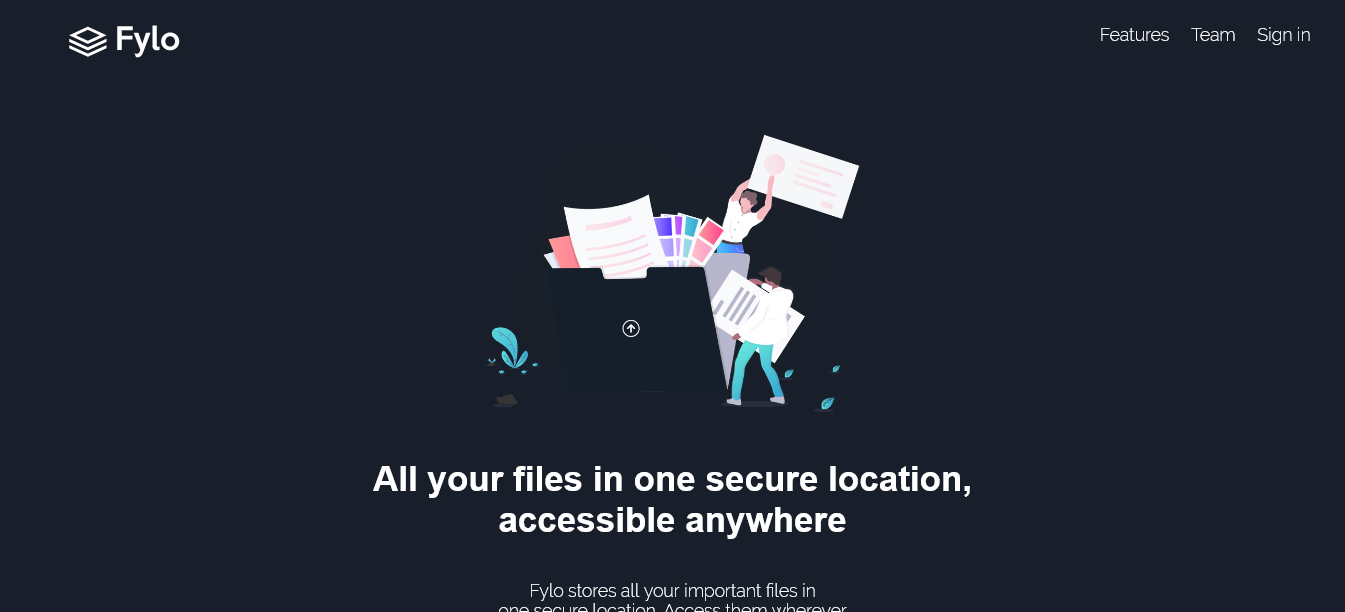 Fylo
Features Team Sign in
All your files in one secure location,
accessible anywhere
Fylo stores all your important files in
one secure location. Access them wherever